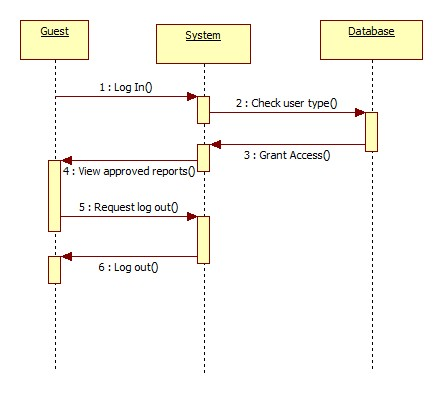 Guest
System
Database
1 : Log In()
2 : Check user type()
3 : Grant Access()
4 : View approved reports()
5 : Request log out()
6 : Log out()